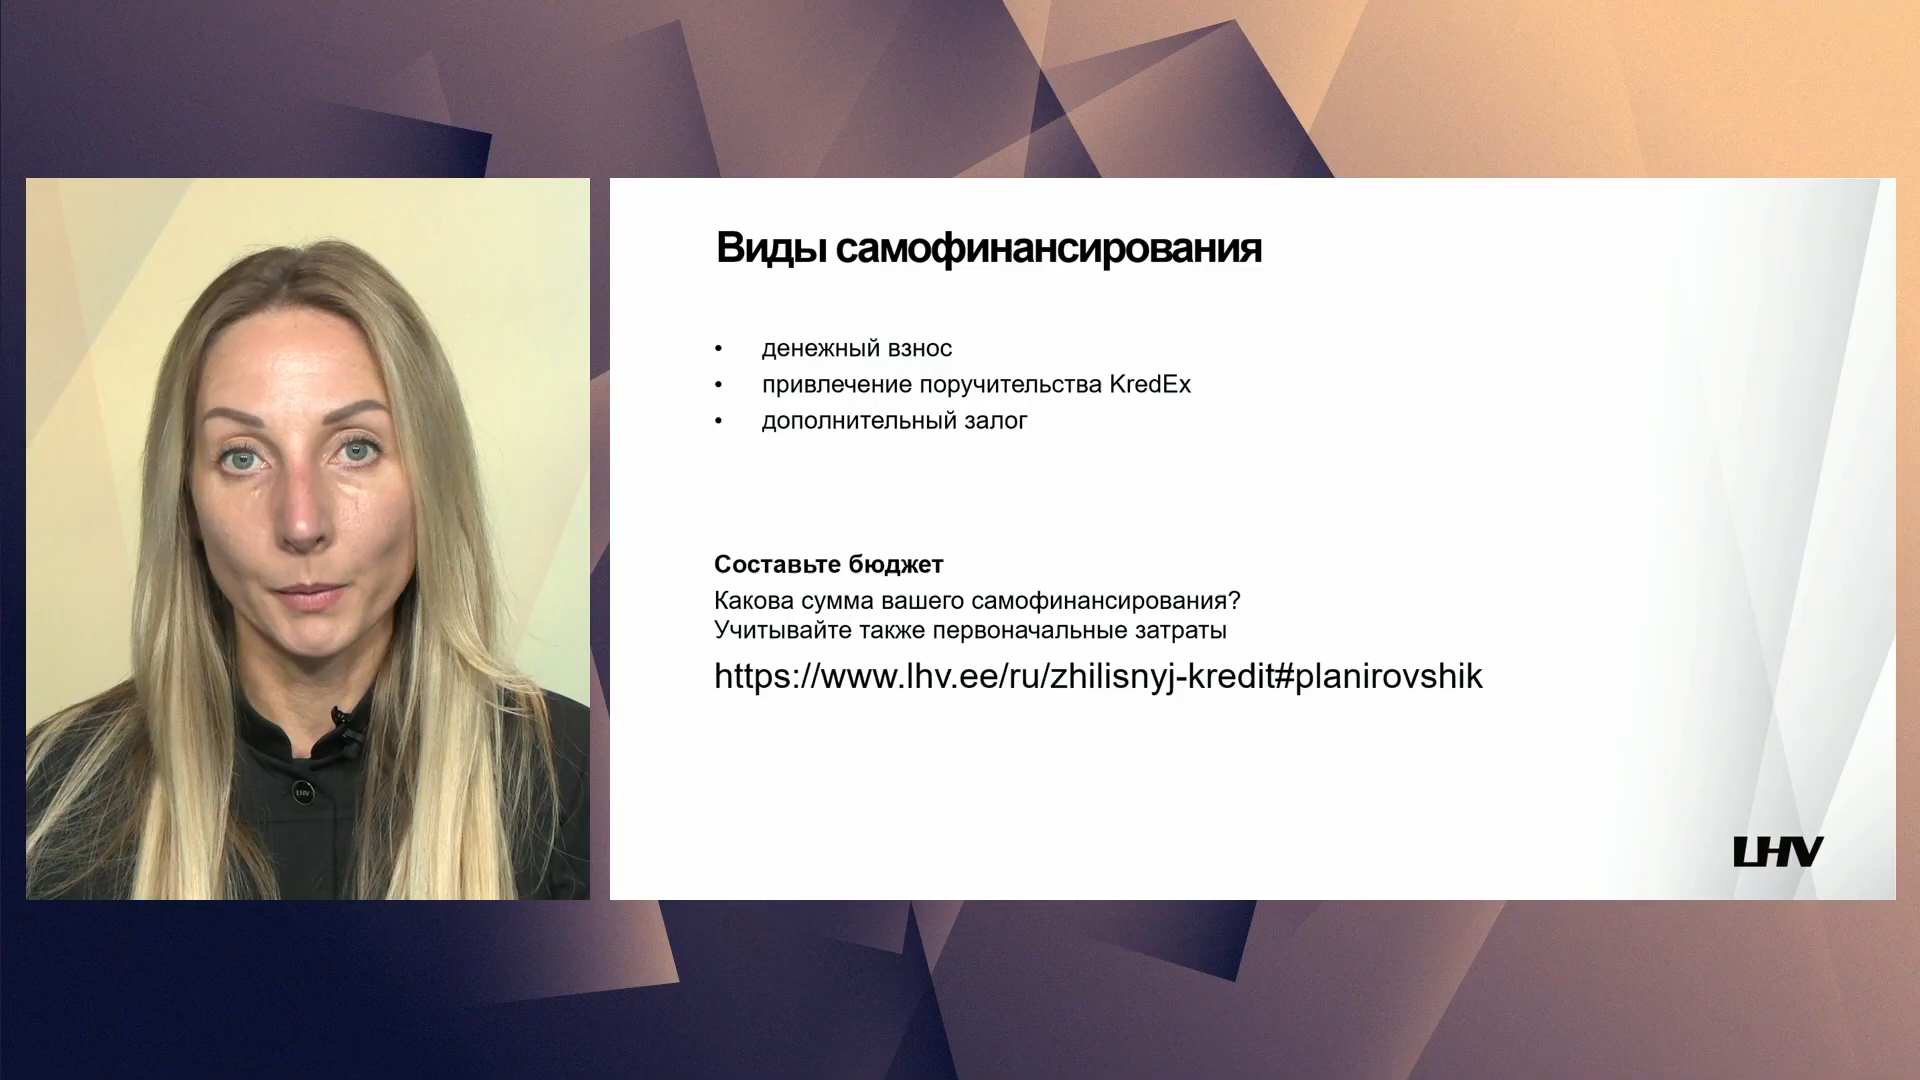 Виды самофинансирования
• денежный взнос
• привлечение поручительства KredEx
• дополнительный залог
Составьте бюджет
Какова сумма вашего самофинансирования?
Учитывайте также первоначальные затраты
https://www.lhv.ee/ru/zhilisnyj-kredit#planirovshik
LHV
LHV